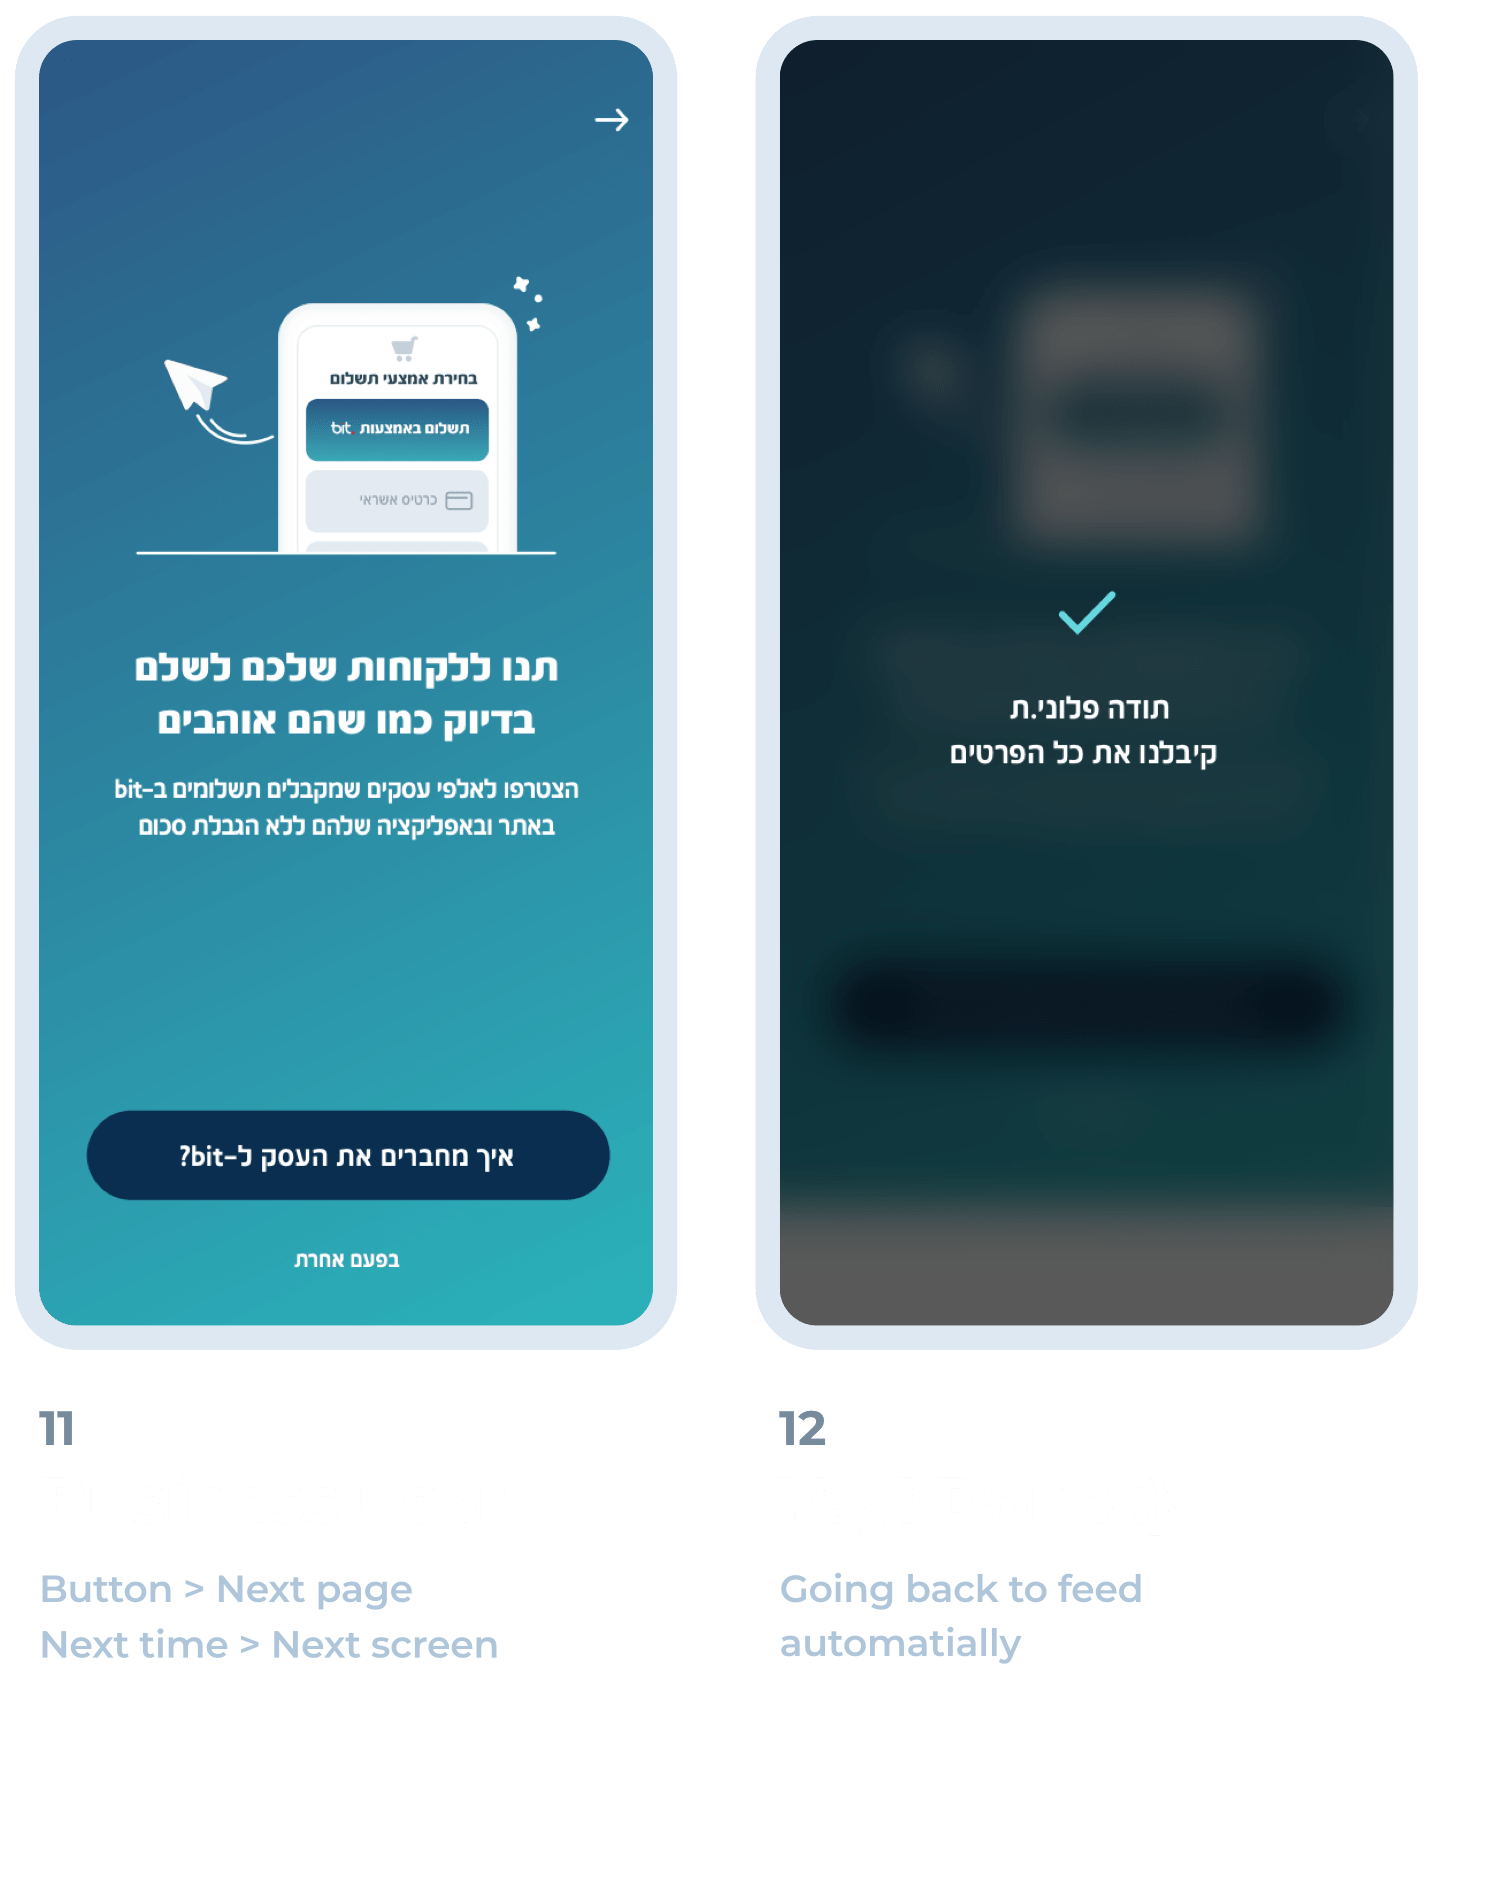 בחירת אמצעי תשלום
תשלום באמצעות bit.
כרטיס אשראי
תנו ללקוחות שלכם לשלם
בדיוק כמו שהם אוהבים
הצטרפו לאלפי עסקים שמקבלים תשלומים ב-bit
באתר ובאפליקציה שלהם ללא הגבלת סכום
איך מחברים את העסק ל-bit?
בפעם אחרת
11
Button > Next page
Next time > Next screen
תודה פלוני.ת
קיבלנו את כל הפרטים
12
Going back to feed
automatially